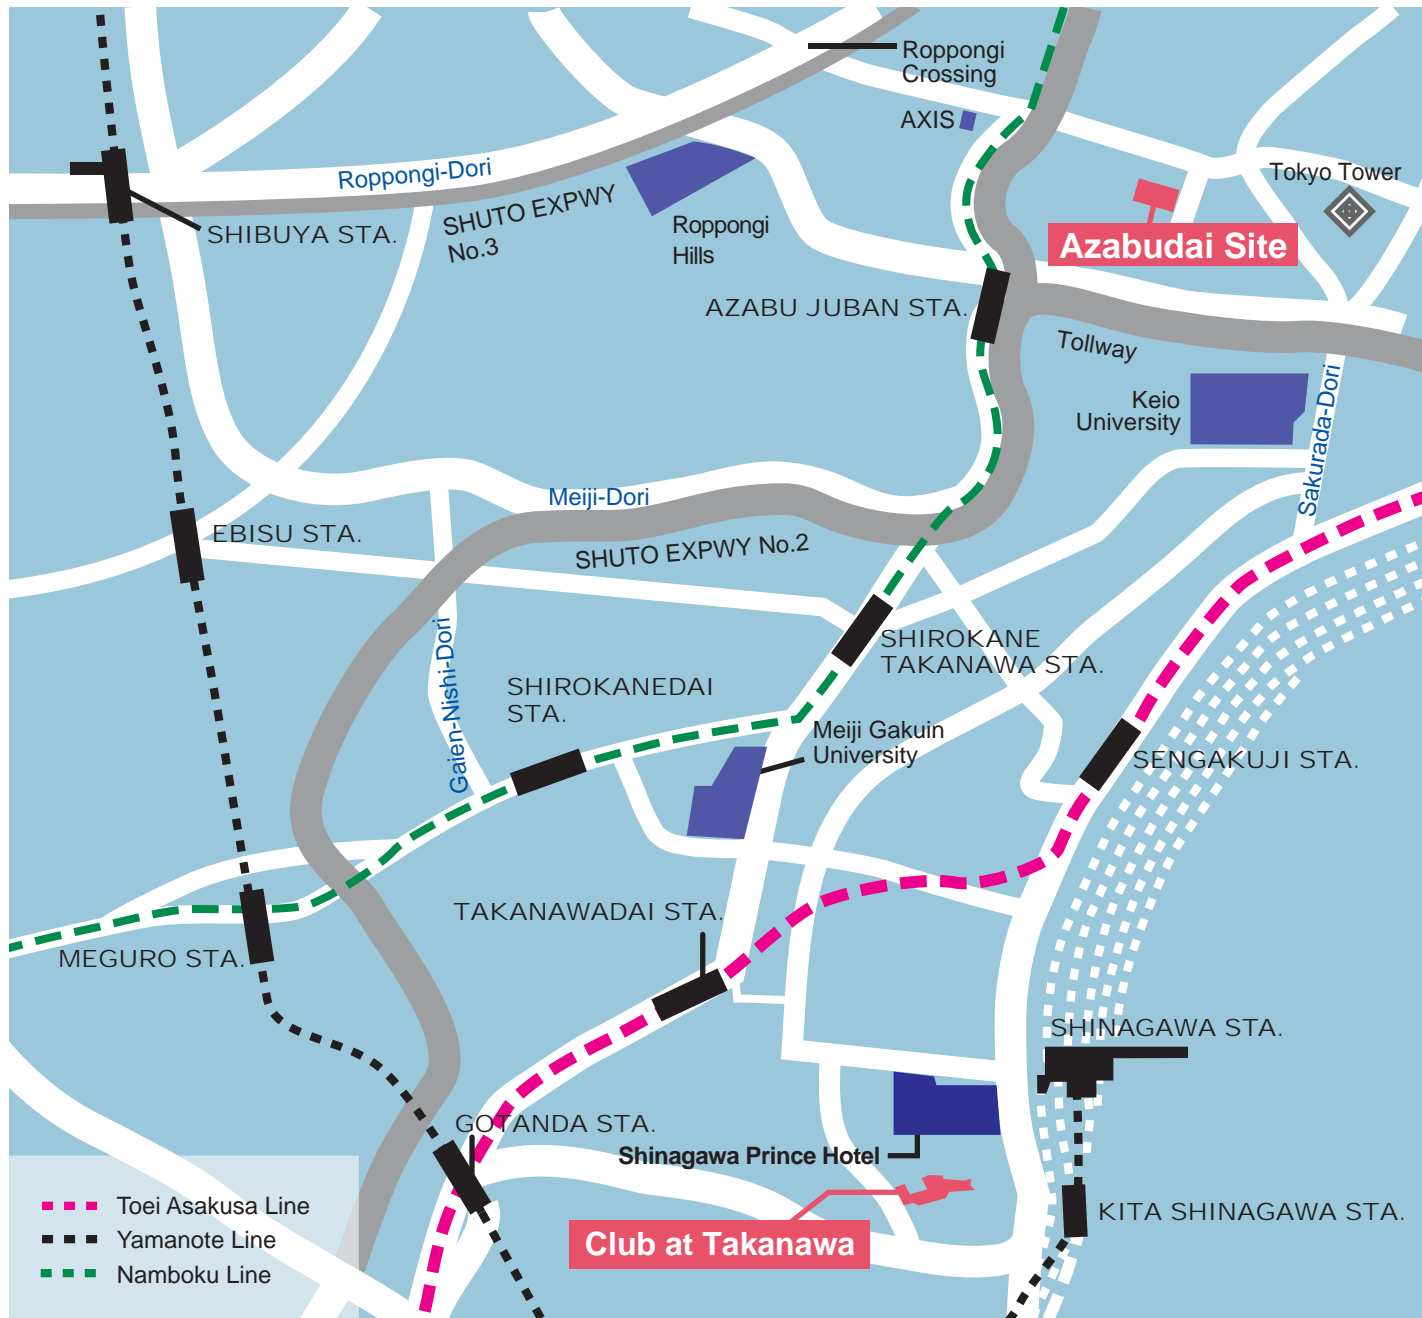 Roppongi
Crossing
AXIS
Tokyo Tower
Roppongi-Dori
SHUTO EXPWY
No.3
SHIBUYA STA.
Roppongi
Hills
Azabudai Site
AZABU JUBAN STA.
Tollway
Keio
University
Sakurada-Dori
Meiji-Dori
EBISU STA.
SHUTO EXPWY No.2
Gaien-Nishi-Dori
SHIROKANE
TAKANAWA STA.
SHIROKANEDAI
STA.
Meiji Gakuin
University
SENGAKUJI STA.
TAKANAWADAI STA.
MEGURO STA.
SHINAGAWA STA.
GOTANDA STA.
Shinagawa Prince Hotel
KITA SHINAGAWA STA.
Club at Takanawa
Toei Asakusa Line
Yamanote Line
Namboku Line